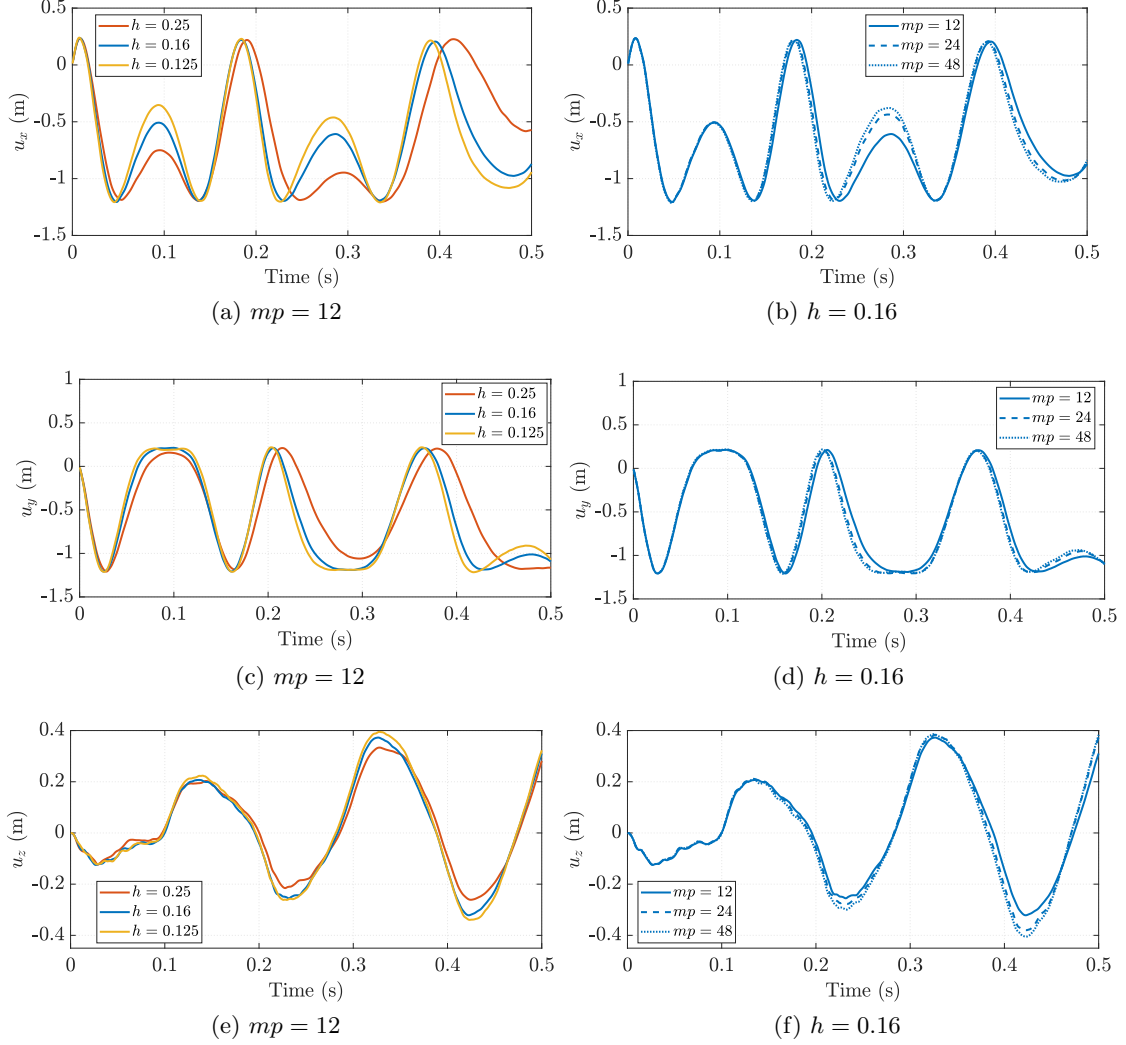 h = 0.25
h = 0.16
h = 0.125
0
-0.5
-1
-1.5
u_x (m)
0 0.1 0.2 0.3 0.4 0.5
Time (s)
(a) mp = 12
mp = 12
mp = 24
mp = 48
0
-0.5
-1
-1.5
u_x (m)
0 0.1 0.2 0.3 0.4 0.5
Time (s)
(b) h = 0.16
h = 0.25
h = 0.16
h = 0.125
1
0.5
0
-0.5
-1
-1.5
u_y (m)
0 0.1 0.2 0.3 0.4 0.5
Time (s)
(c) mp = 12
mp = 12
mp = 24
mp = 48
1
0.5
0
-0.5
-1
-1.5
u_y (m)
0 0.1 0.2 0.3 0.4 0.5
Time (s)
(d) h = 0.16
0.4
0.2
0
-0.2
-0.4
u_z (m)
h = 0.25
h = 0.16
h = 0.125
0 0.1 0.2 0.3 0.4 0.5
Time (s)
(e) mp = 12
0.4
0.2
0
-0.2
-0.4
u_z (m)
mp = 12
mp = 24
mp = 48
0 0.1 0.2 0.3 0.4 0.5
Time (s)
(f) h = 0.16